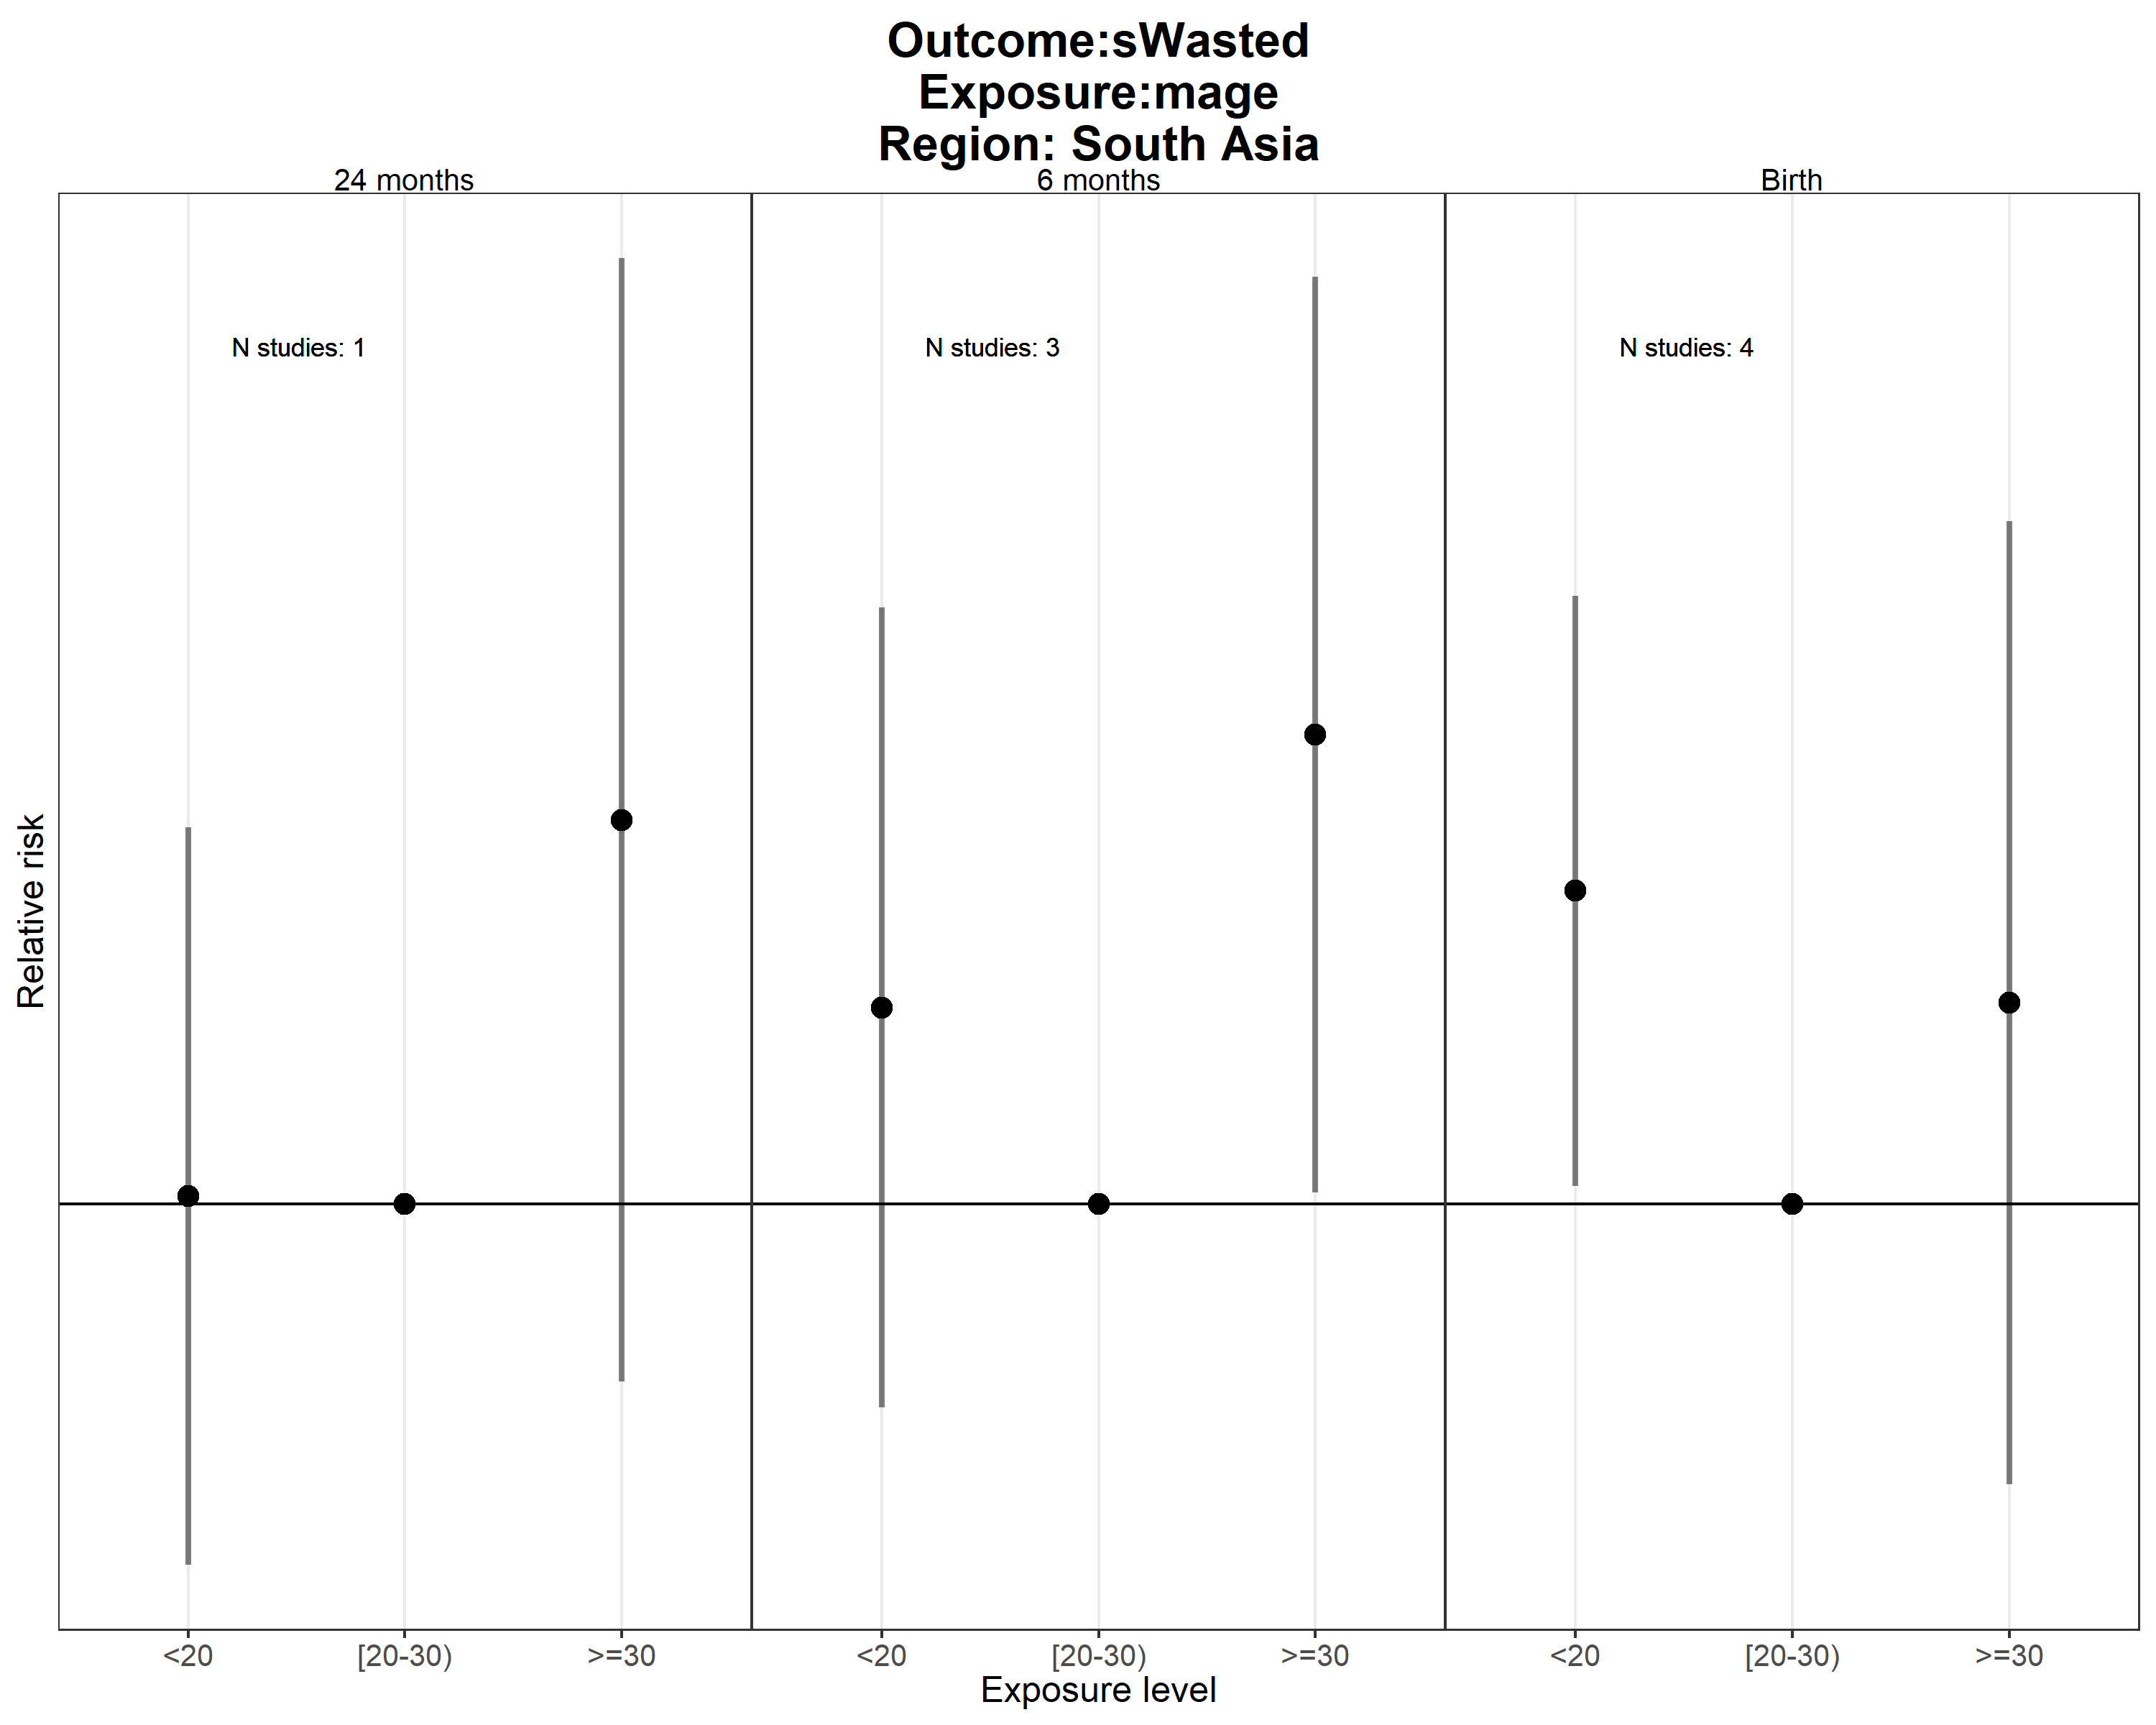 Outcome:sWasted
Exposure:mage
Region: South Asia
24 months
6 months
Birth
N studies: 1
N studies: 3
N studies: 4
Relative risk
<20
[20-30)
>=30
<20
[20-30)
>=30
<20
[20-30)
>=30
Exposure level